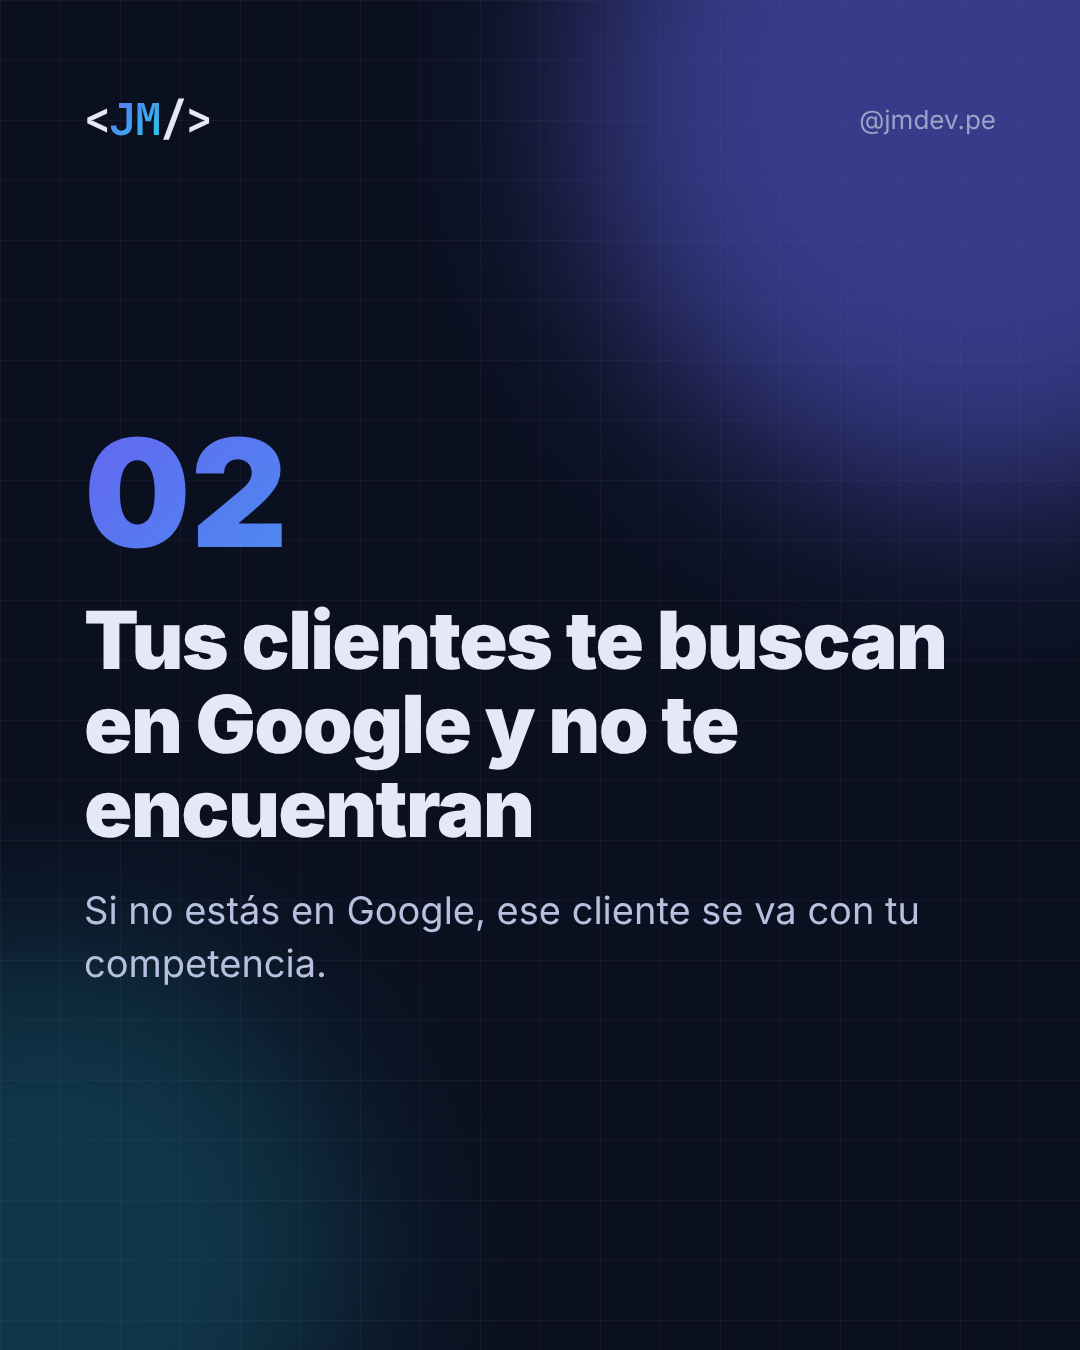 <JM/>
@jmdev.pe
02
Tus clientes te buscan
en Google y no te
encuentran
Si no estás en Google, ese cliente se va con tu
competencia.